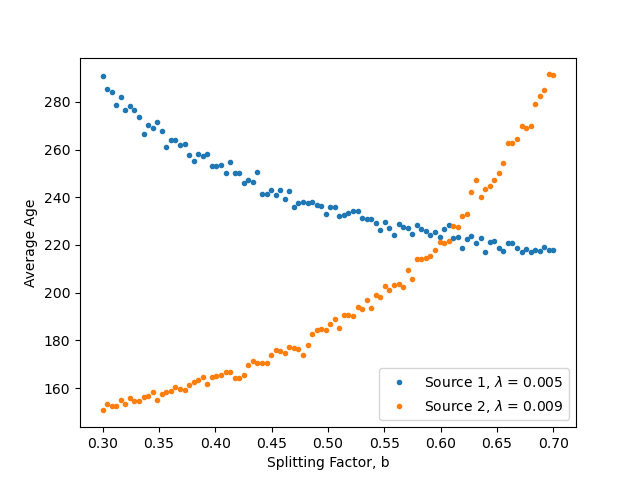 Average Age
280
260
240
220
200
180
160
0.30 0.35 0.40 0.45 0.50 0.55 0.60 0.65 0.70
Splitting Factor, b
Source 1, λ = 0.005
Source 2, λ = 0.009